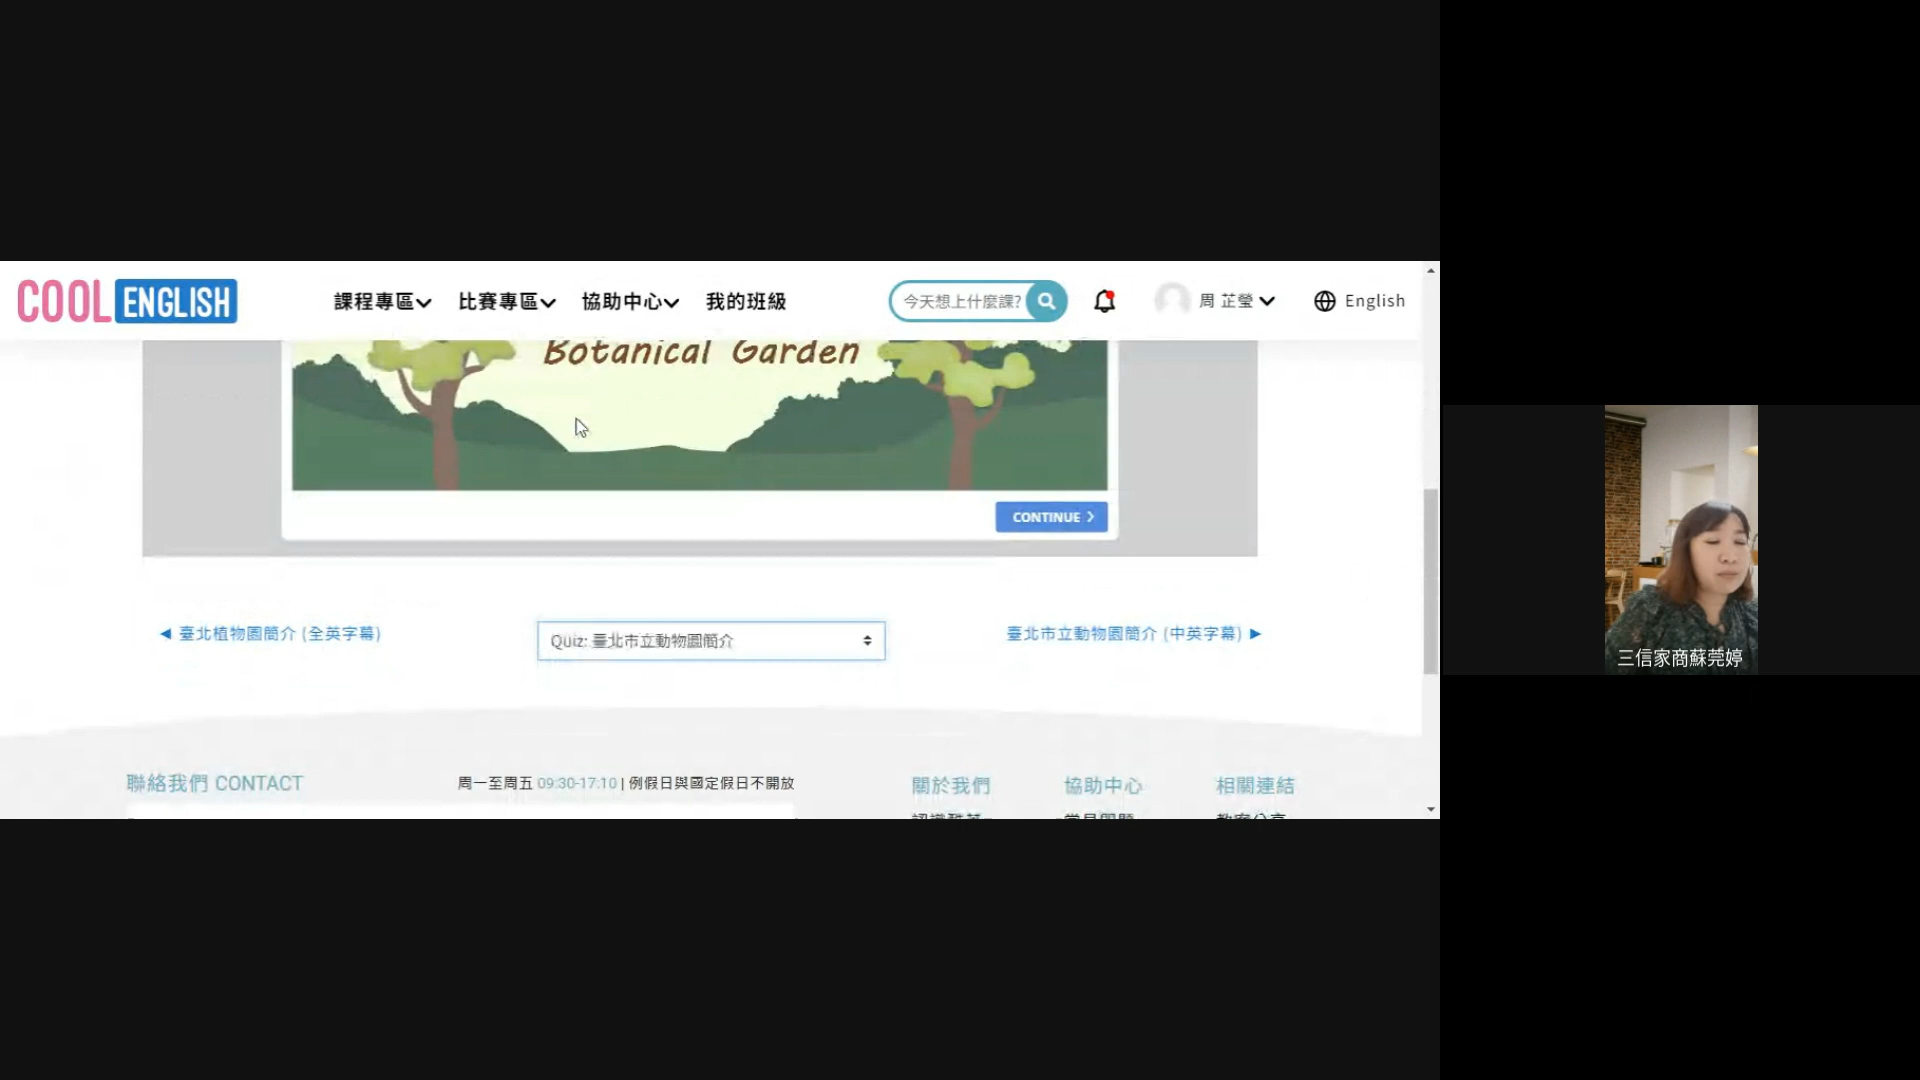 COOL ENGLISH
課程專區
比賽專區
協助中心
我的班級
今天想上什麼課?
周 芷瑩
English
Botanical Garden
CONTINUE
◄ 臺北植物園簡介 (全英字幕)
Quiz: 臺北市立動物園簡介
臺北市立動物園簡介 (中英字幕) ►
三信家商蘇莞婷
聯絡我們 CONTACT
周一至周五 09:30-17:10 | 例假日與國定假日不開放
關於我們
協助中心
相關連結